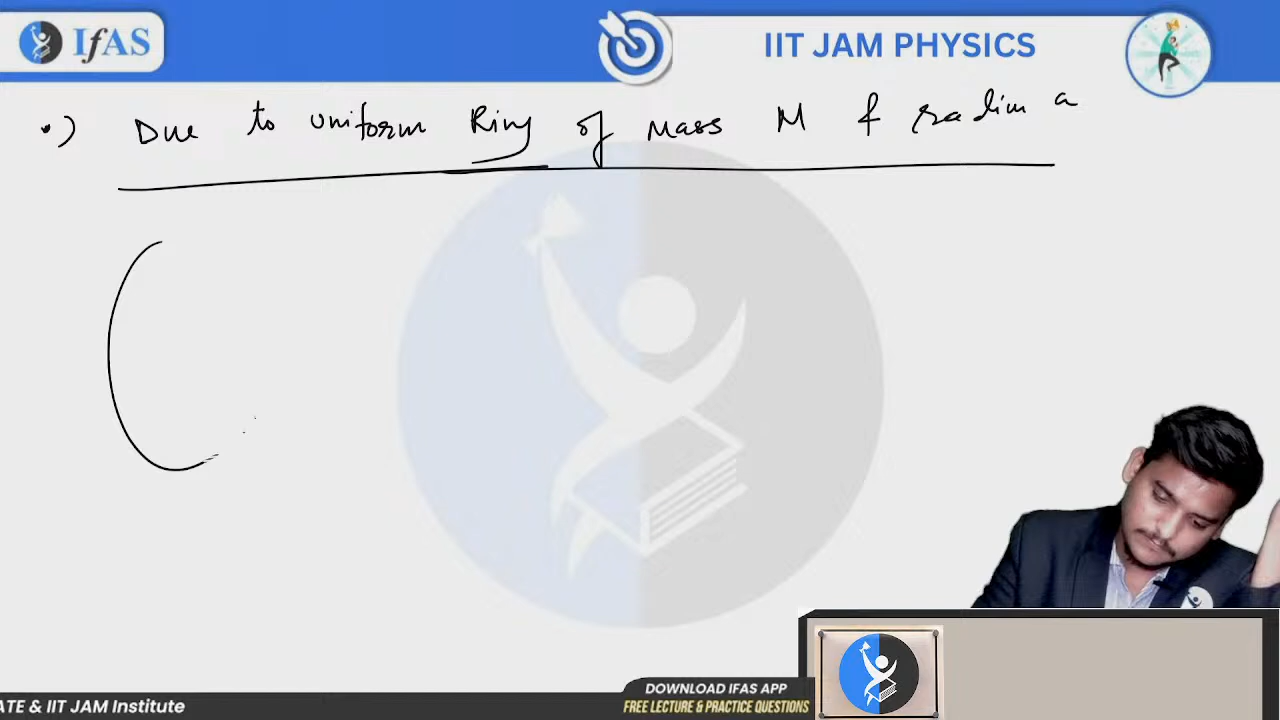 IfAS
IIT JAM PHYSICS
•) Due to uniform Ring of Mass M & radius a
DOWNLOAD IFAS APP
ATE & IIT JAM Institute
FREE LECTURE & PRACTICE QUESTIONS